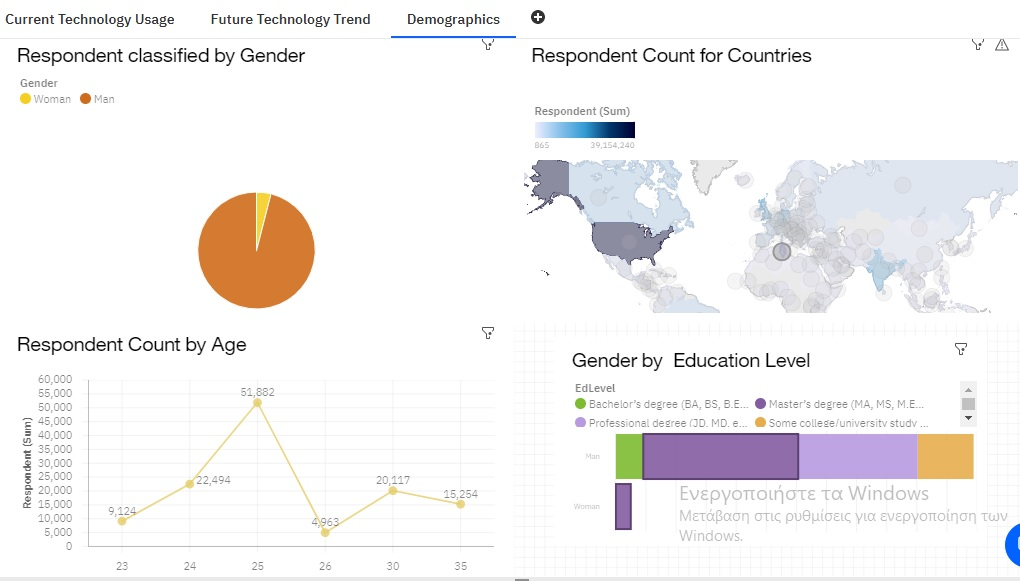 Current Technology Usage
Future Technology Trend
Demographics
Respondent classified by Gender
Gender
Woman
Man
Respondent Count for Countries
Respondent (Sum)
865
39,154,240
Respondent Count by Age
Respondent (Sum)
60,000
55,000
50,000
45,000
40,000
35,000
30,000
25,000
20,000
15,000
10,000
5,000
0
9,124
22,494
51,882
4,963
20,117
15,254
23
24
25
26
30
35
Gender by Education Level
EdLevel
Bachelor's degree (BA, BS, B.E...
Master's degree (MA, MS, M.E...
Professional degree (JD, MD, e...
Some college/university study ...
Man
Woman
Ενεργοποιήστε τα Windows
Μετάβαση στις ρυθμίσεις για ενεργοποίηση των
Windows.